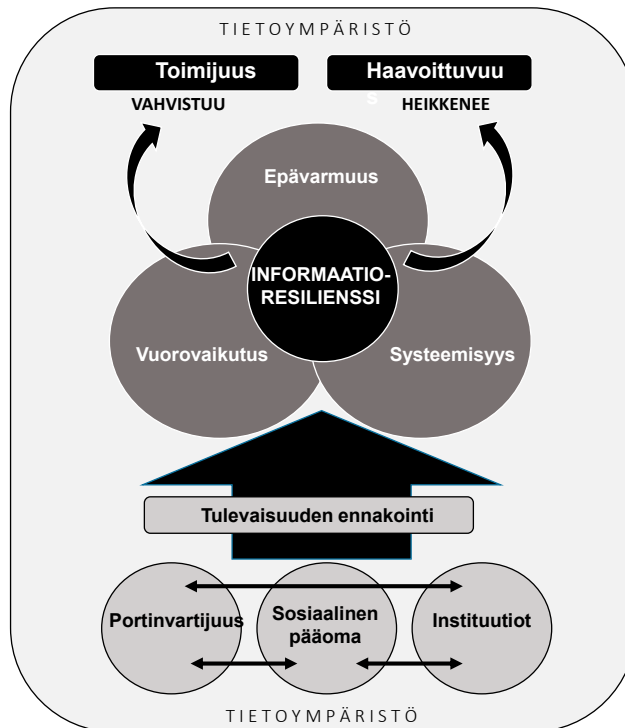 TIETOYMPÄRISTÖ
Toimijuus
Haavoittuvuu
s
VAHVISTUU
HEIKKENEE
Epävarmuus
INFORMAATIO-
RESILIENSSI
Vuorovaikutus
Systeemisyys
Tulevaisuuden ennakointi
Portinvartijuus
Sosiaalinen
pääoma
Instituutiot
TIETOYMPÄRISTÖ